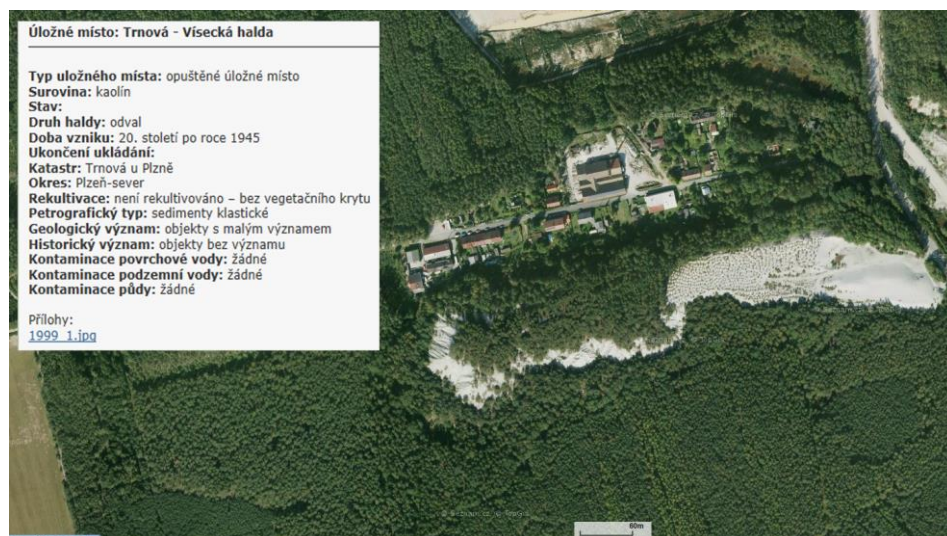 Úložné místo: Trnová - Vísecká halda
Typ uložného místa: opuštěné úložné místo
Surovina: kaolín
Stav:
Druh haldy: odval
Doba vzniku: 20. století po roce 1945
Ukončení ukládání:
Katastr: Trnová u Plzně
Okres: Plzeň-sever
Rekultivace: není rekultivováno – bez vegetačního krytu
Petrografický typ: sedimenty klastické
Geologický význam: objekty s malým významem
Historický význam: objekty bez významu
Kontaminace povrchové vody: žádné
Kontaminace podzemní vody: žádné
Kontaminace půdy: žádné
Přílohy:
1999_1.jpg
60m